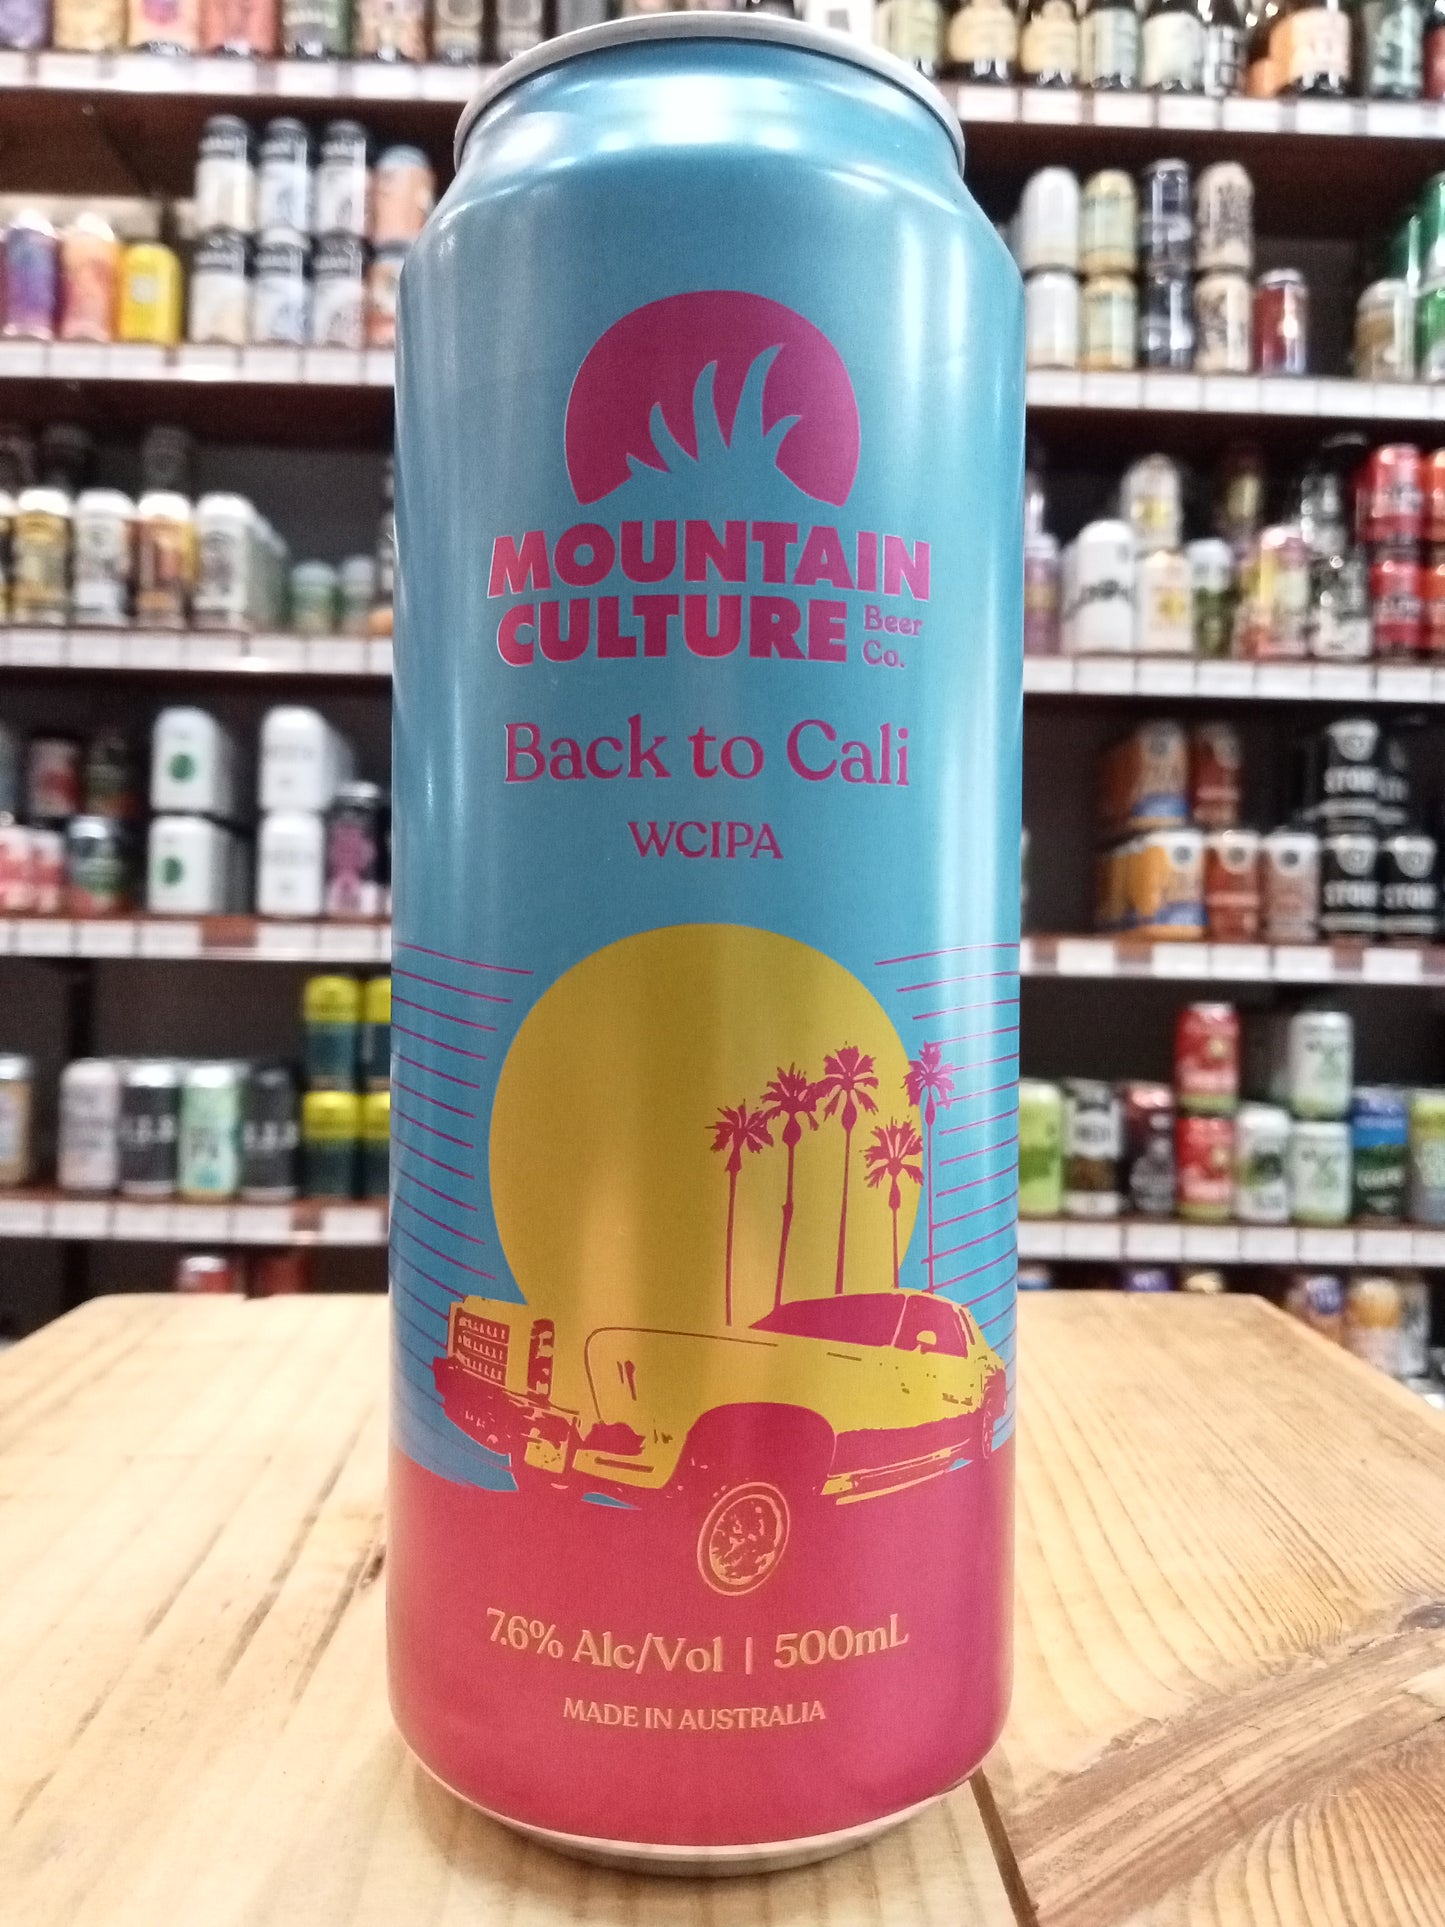 MOUNTAIN
CULTURE Beer Co.
Back to Cali
WCIPA
7.6% Alc/Vol | 500mL
MADE IN AUSTRALIA